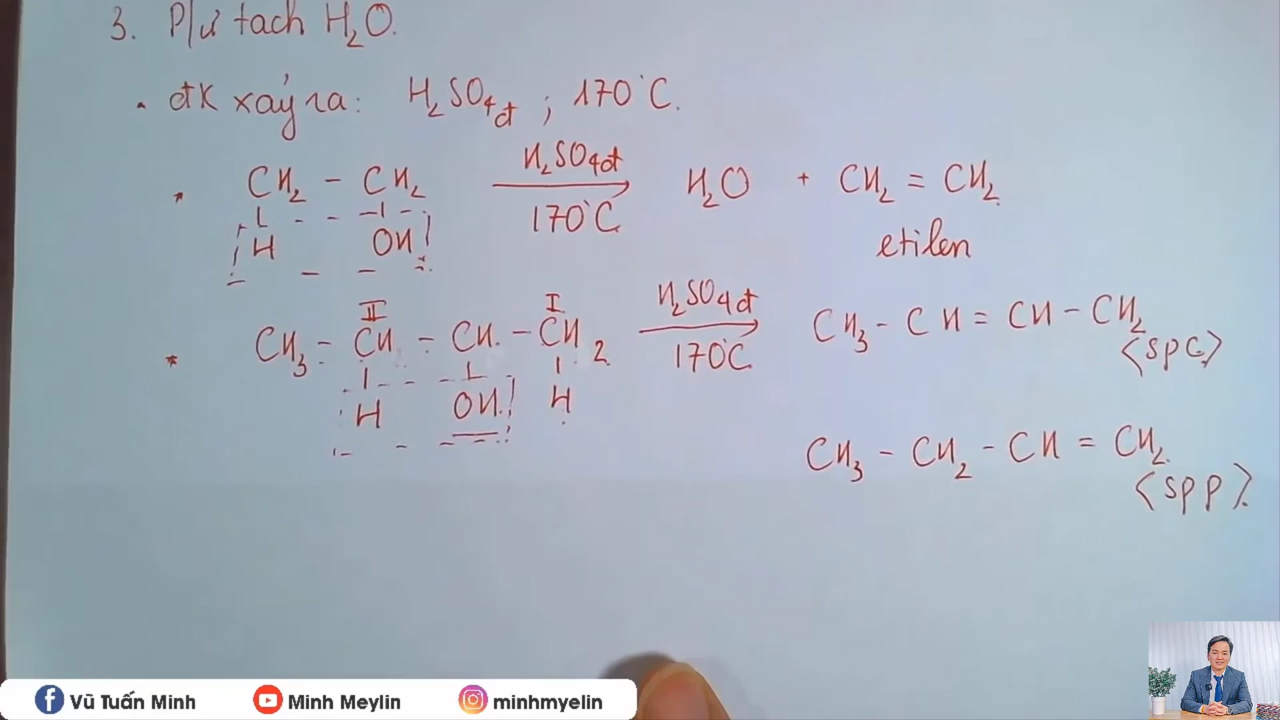 3. P/ư tach H₂O.
. đK xảy ra: H₂SO₄đ ; 170°C.
* CH₂ - CH₂ H₂SO₄đ 170°C H₂O + CH₂ = CH₂
H OH etilen
* CH₃ - CH - CH - CH₂ H₂SO₄đ 170°C CH₃ - CH = CH - CH₂
II I <spc>
H OH H
CH₃ - CH₂ - CH = CH₂
<spp>.
Vũ Tuấn Minh Minh Meylin minhmyelin